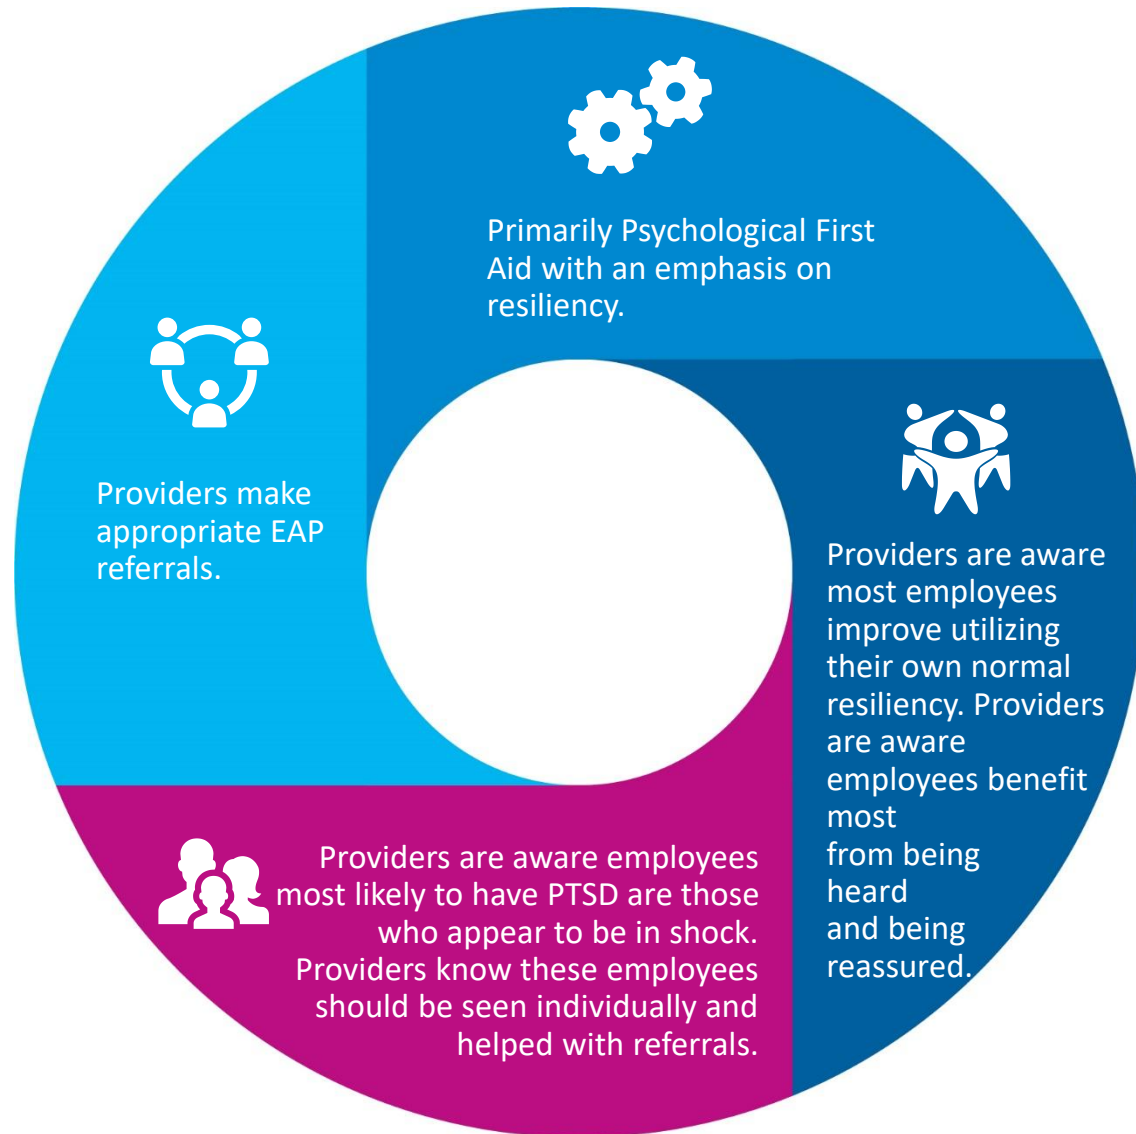 Primarily Psychological First
Aid with an emphasis on
resiliency.
Providers are aware
most employees
improve utilizing
their own normal
resiliency. Providers
are aware
employees benefit
most
from being
heard
and being
reassured.
Providers are aware employees
most likely to have PTSD are those
who appear to be in shock.
Providers know these employees
should be seen individually and
helped with referrals.
Providers make
appropriate EAP
referrals.